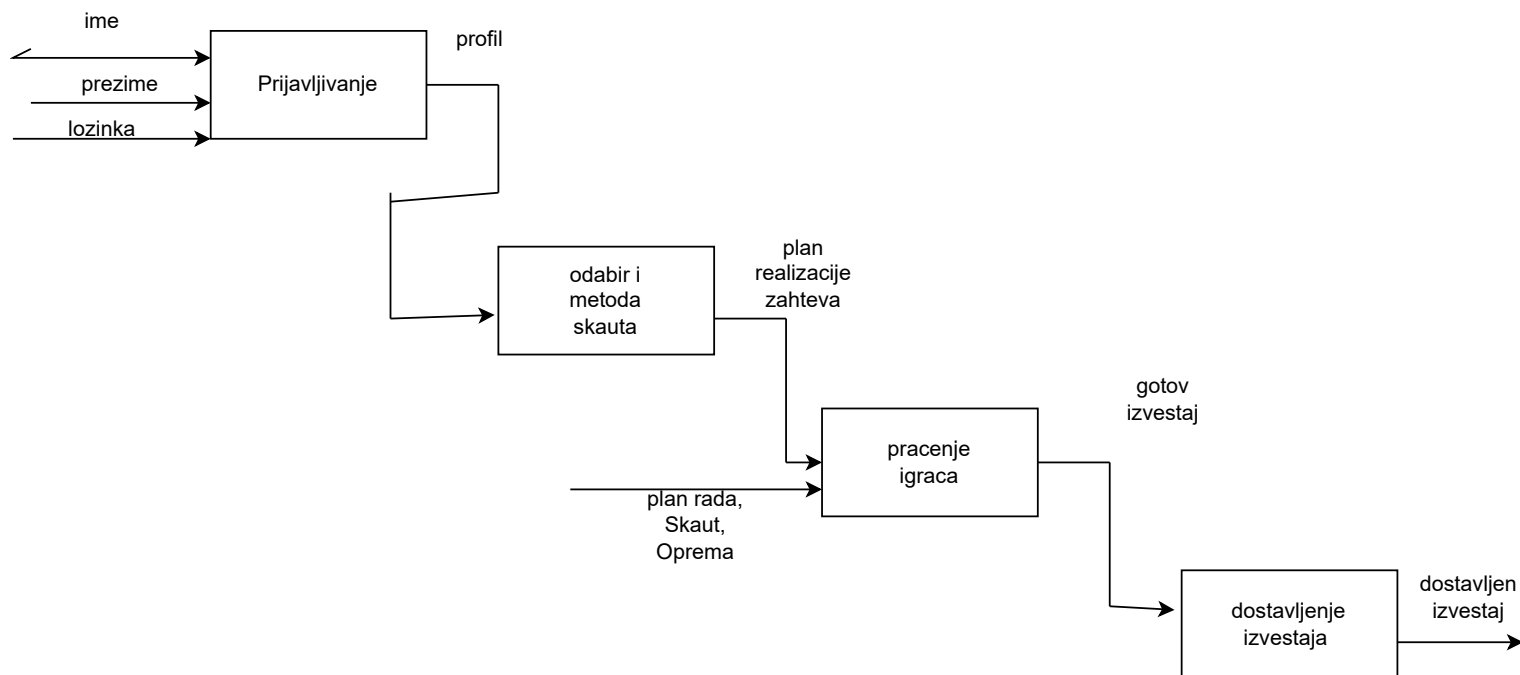 ime
Prijavljivanje
profil
prezime
lozinka
odabir i
metoda
skauta
plan
realizacije
zahteva
pracenje
igraca
gotov
izvestaj
plan rada,
Skaut,
Oprema
dostavljenje
izvestaja
dostavljen
izvestaj